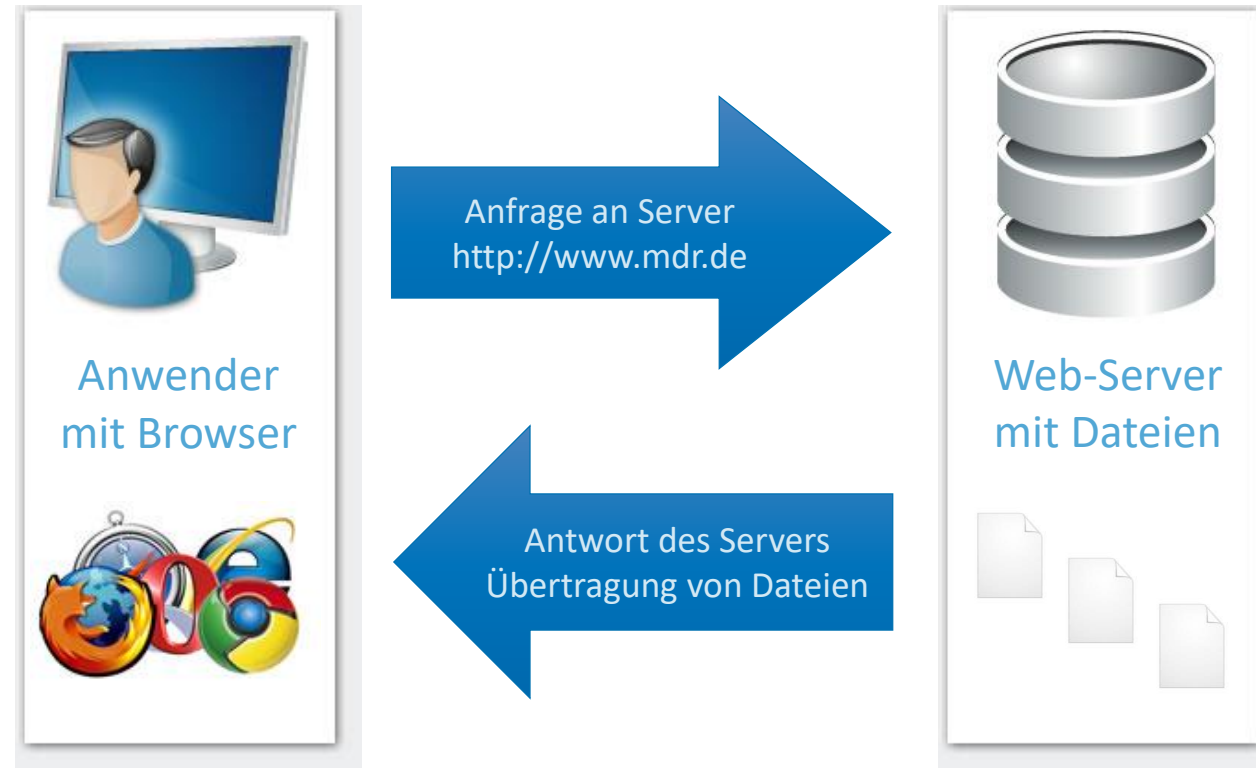 Anwender
mit Browser
Anfrage an Server
http://www.mdr.de
Antwort des Servers
Übertragung von Dateien
Web-Server
mit Dateien